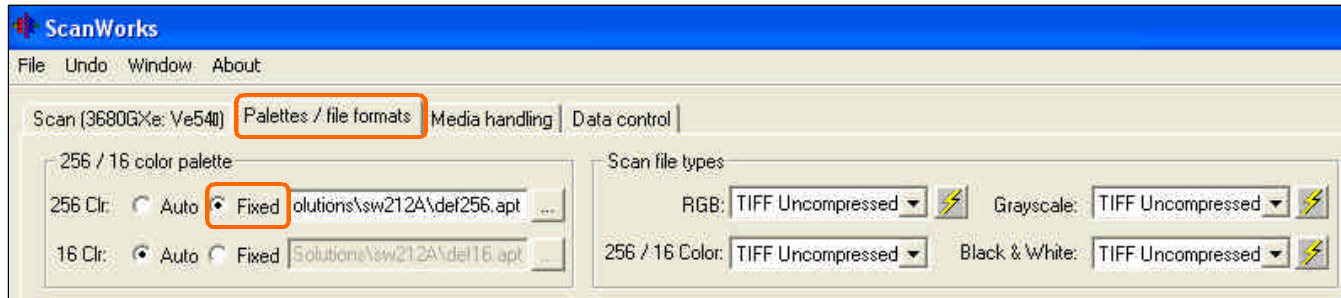 ScanWorks
File Undo Window About
Scan (3680GXe: Ve540) Palettes / file formats Media handling Data control
256 / 16 color palette
256 Clr: Auto Fixed olutions\sw212A\def256.apt ...
16 Clr: Auto Fixed Solutions\sw212A\def16.apt ...
Scan file types
RGB: TIFF Uncompressed Grayscale: TIFF Uncompressed
256 / 16 Color: TIFF Uncompressed Black & White: TIFF Uncompressed